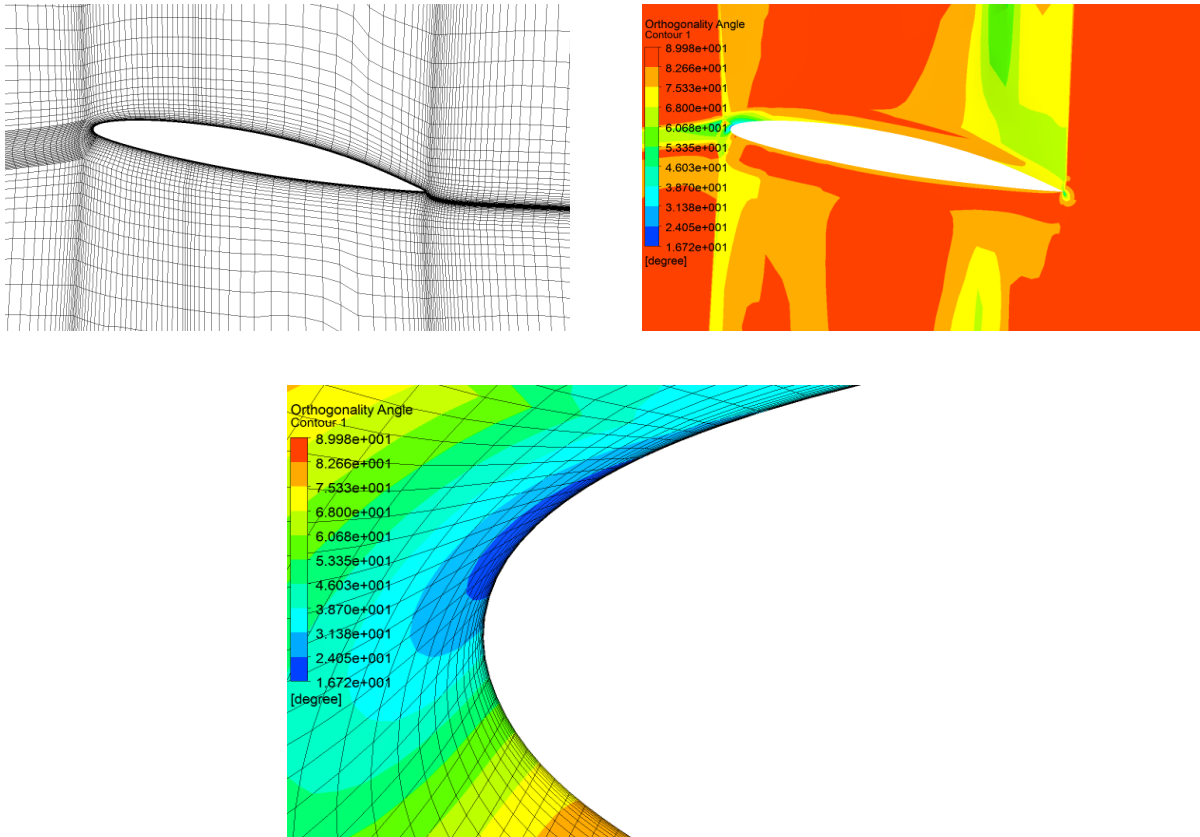 Orthogonality Angle
Contour 1
8.998e+001
8.266e+001
7.533e+001
6.800e+001
6.068e+001
5.335e+001
4.603e+001
3.870e+001
3.138e+001
2.405e+001
1.672e+001
[degree]
Orthogonality Angle
Contour 1
8.998e+001
8.266e+001
7.533e+001
6.800e+001
6.068e+001
5.335e+001
4.603e+001
3.870e+001
3.138e+001
2.405e+001
1.672e+001
[degree]